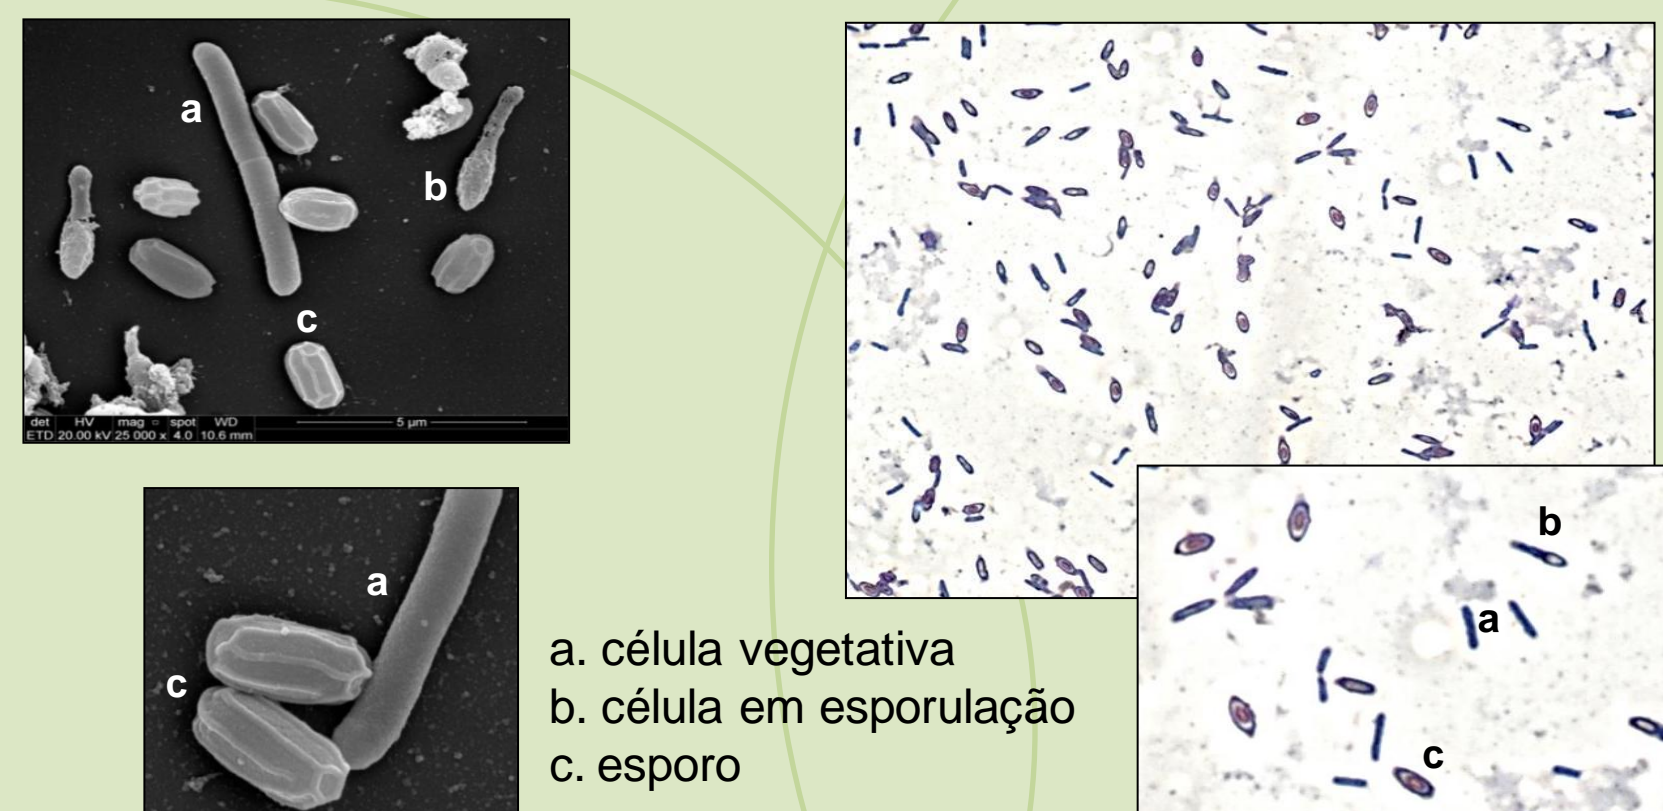 a
b
c
det HV mag □ spot WD
ETD 20.00 kV 25 000 x 4.0 10.6 mm
5 µm
a
c
a. célula vegetativa
b. célula em esporulação
c. esporo
b
a
c